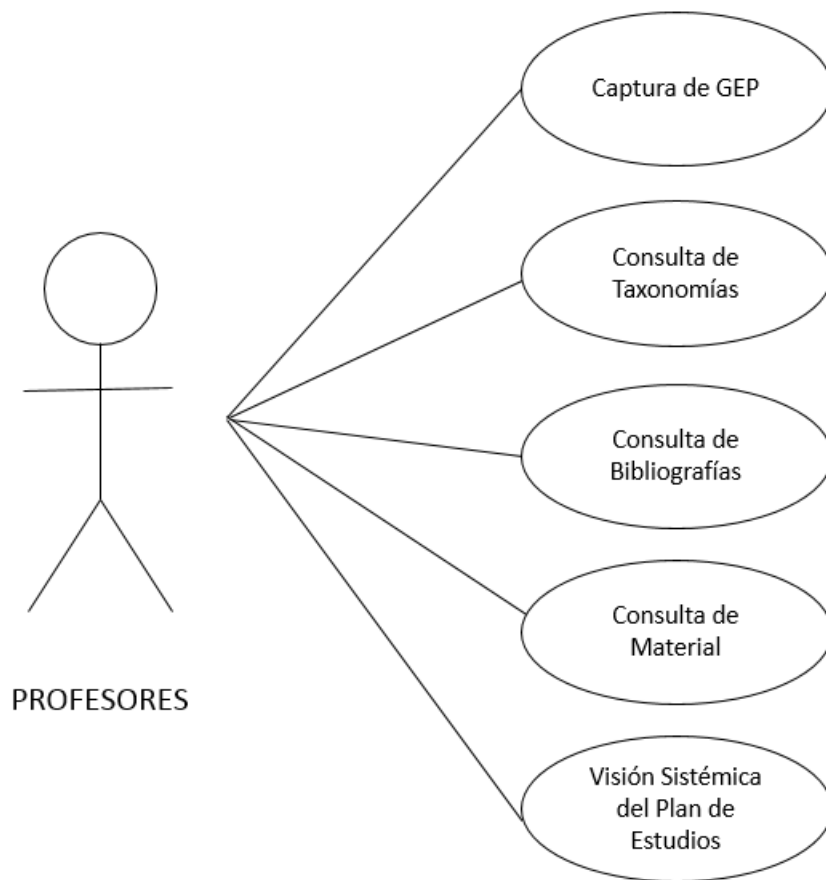 Captura de GEP
Consulta de
Taxonomías
Consulta de
Bibliografías
Consulta de
Material
PROFESORES
Visión Sistémica
del Plan de
Estudios